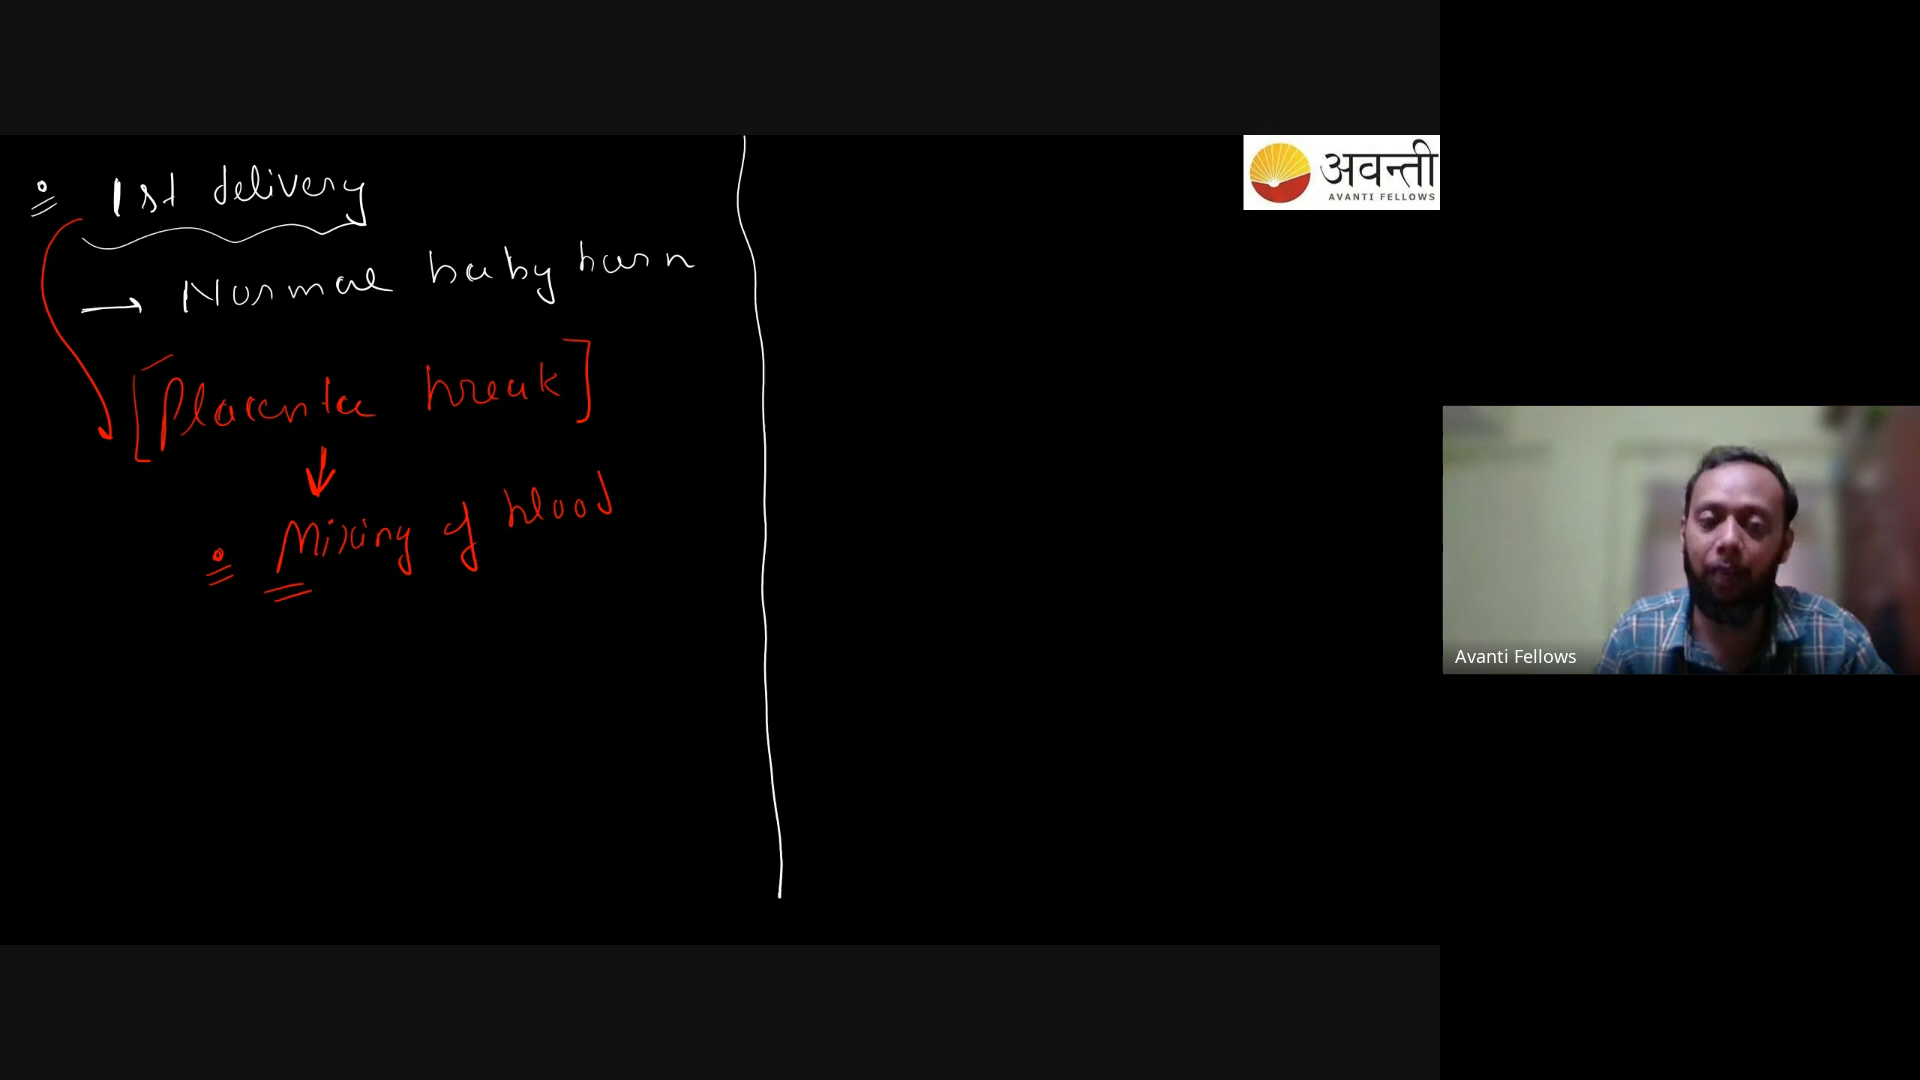 1st delivery
→ Normal baby born
[Placenta break]
↓
Mixing of blood
अवन्ती
AVANTI FELLOWS
Avanti Fellows